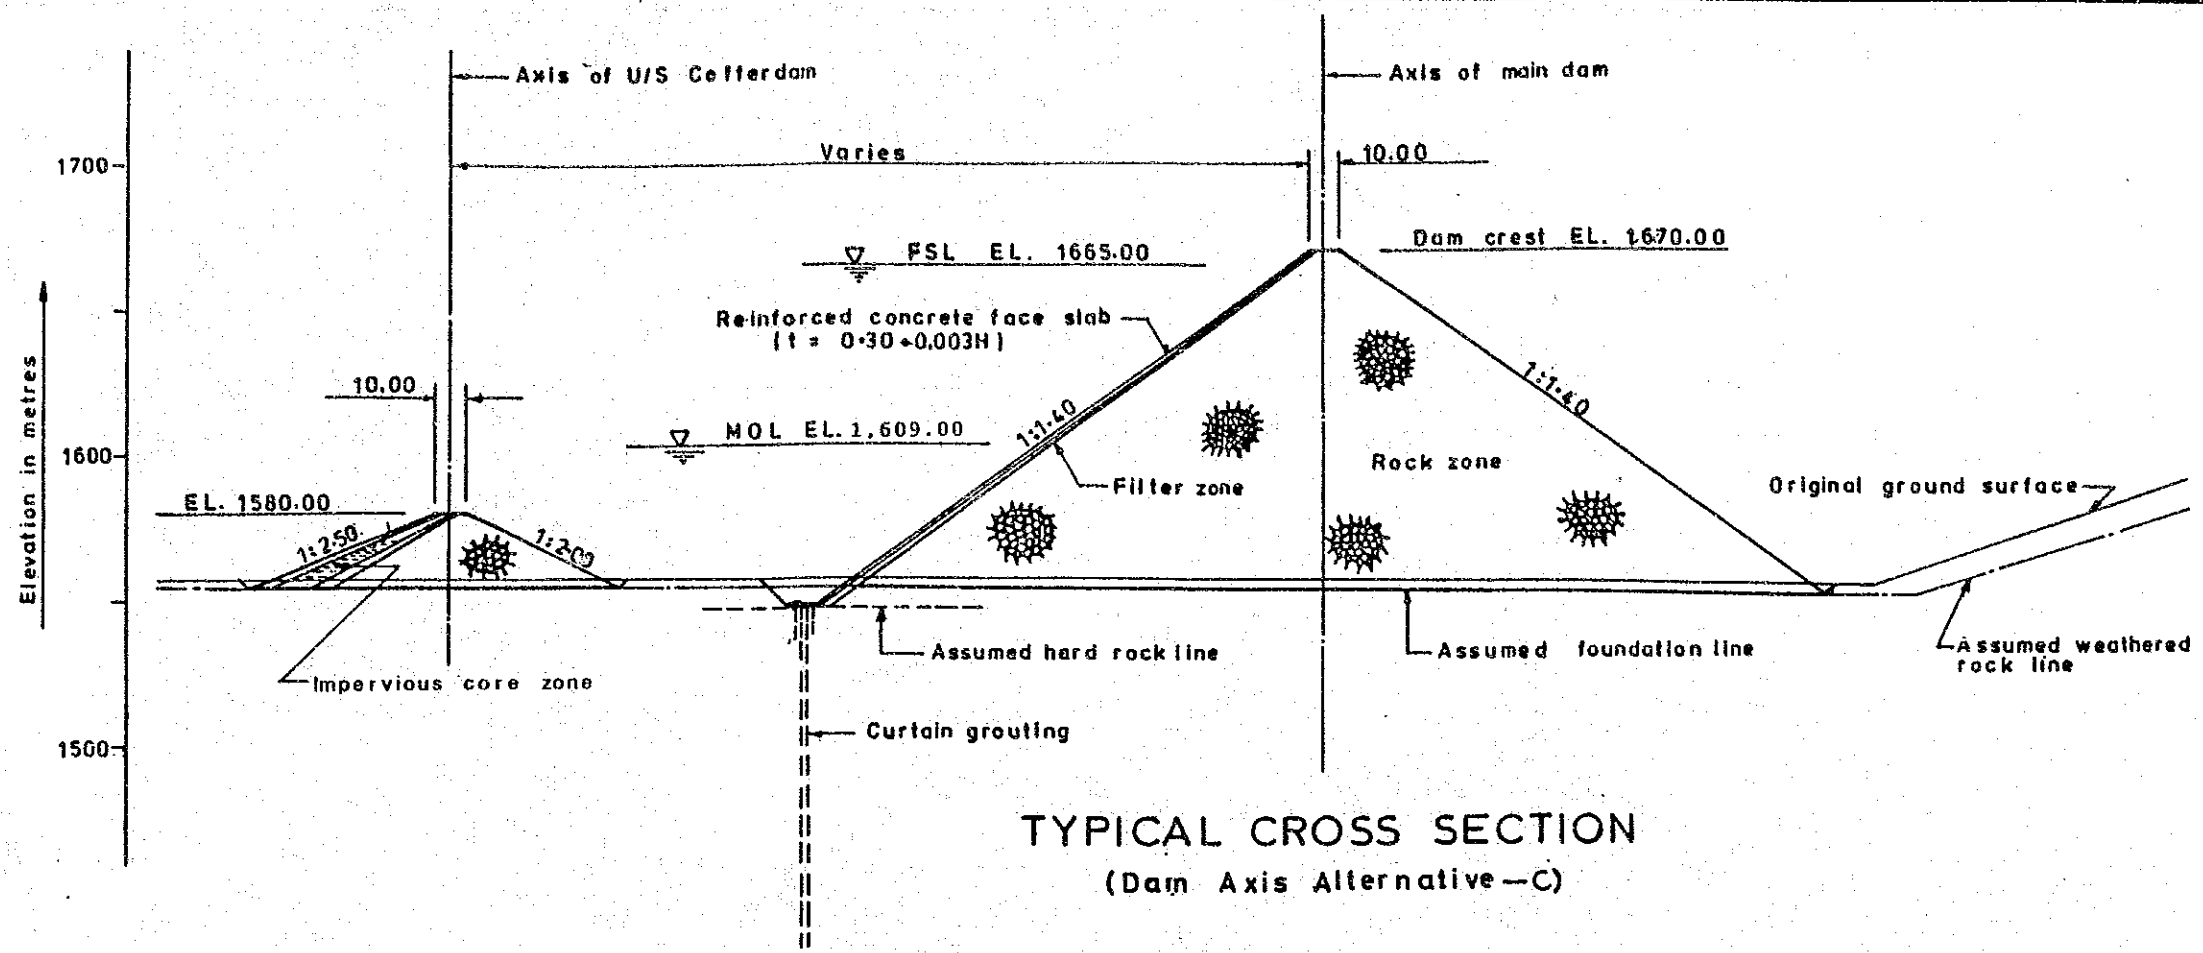 Axis of U/S Cofferdam
Axis of main dam
Varies
10.00
1700
FSL EL. 1665.00
Dam crest EL. 1670.00
Reinforced concrete face slab
(t = 0.30+0.003H)
10.00
1:1.40
1:1.40
MOL EL. 1,609.00
1600
Rock zone
Filter zone
Original ground surface
EL. 1580.00
1:2.50
1:2.00
Elevation in metres
Assumed hard rock line
Assumed foundation line
Assumed weathered
rock line
Impervious core zone
Curtain grouting
1500
TYPICAL CROSS SECTION
(Dam Axis Alternative-C)